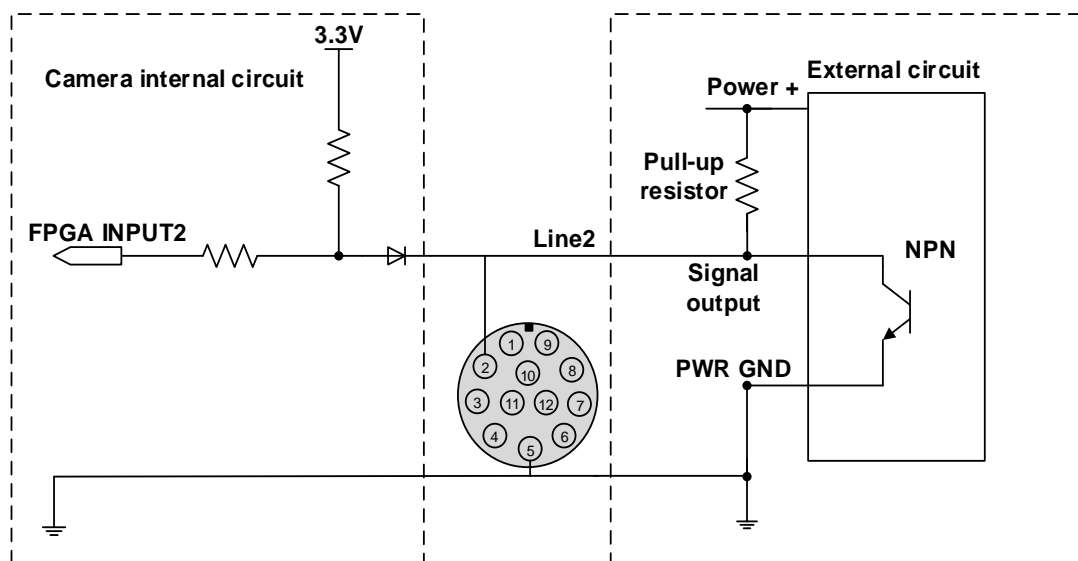 3.3V
Camera internal circuit
External circuit
Power +
Pull-up
resistor
FPGA INPUT2
Line2
NPN
Signal
output
PWR GND
1
9
2
10
8
3
11
12
7
4
5
6